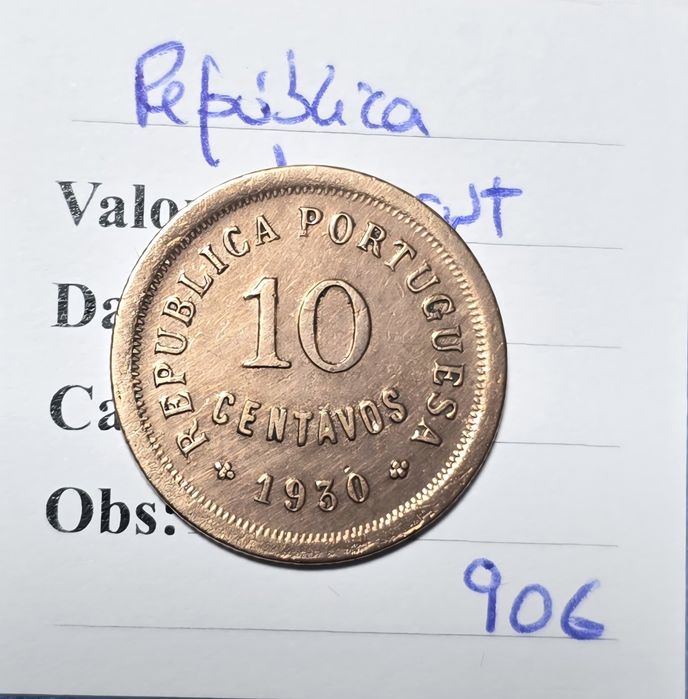 República
Valo
Da
Ca
Obs:
REPUBLICA PORTUGUESA
10
CENTAVOS
1930
906